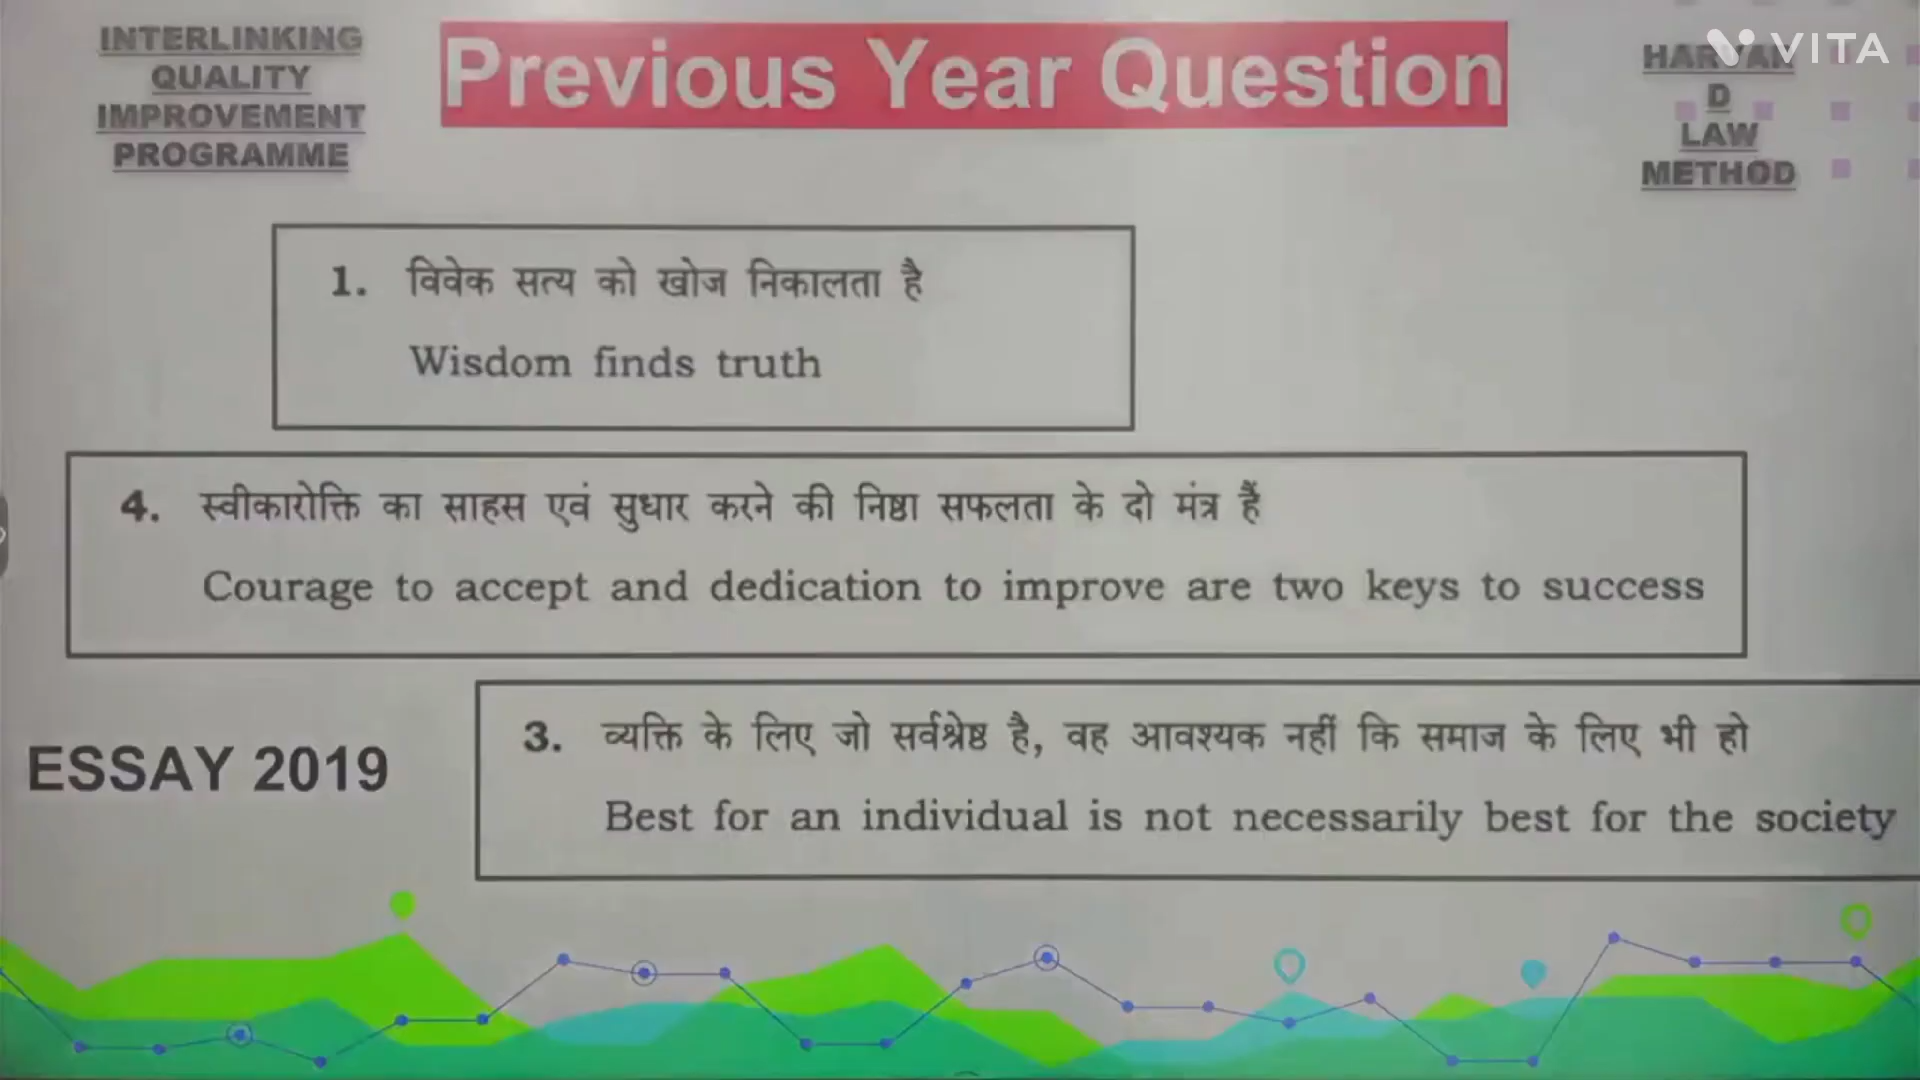 INTERLINKING
QUALITY
IMPROVEMENT
PROGRAMME
Previous Year Question
HARVAR
D
LAW
METHOD
VITA
1. विवेक सत्य को खोज निकालता है
Wisdom finds truth
4. स्वीकारोक्ति का साहस एवं सुधार करने की निष्ठा सफलता के दो मंत्र हैं
Courage to accept and dedication to improve are two keys to success
ESSAY 2019
3. व्यक्ति के लिए जो सर्वश्रेष्ठ है, वह आवश्यक नहीं कि समाज के लिए भी हो
Best for an individual is not necessarily best for the society